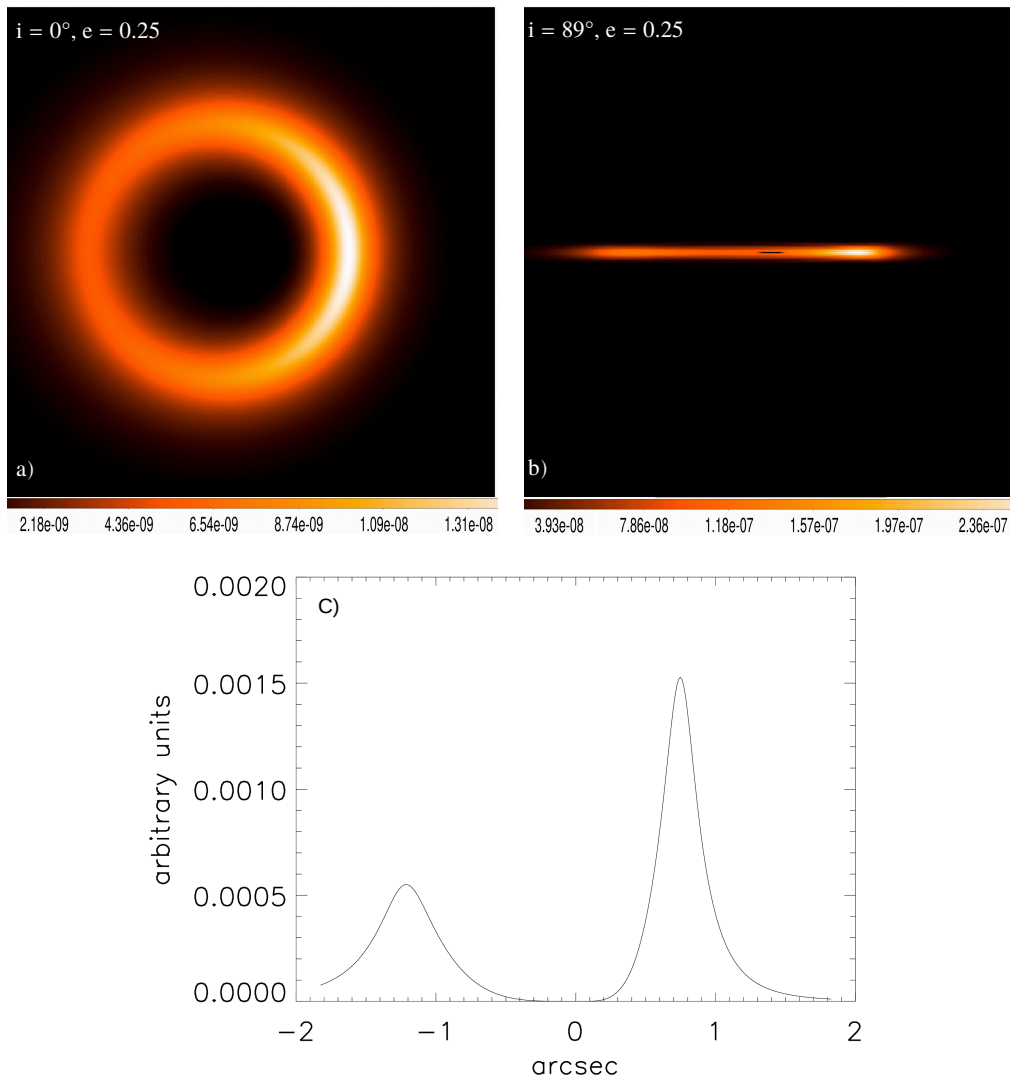 i = 0°, e = 0.25
a)
2.18e-09 4.36e-09 6.54e-09 8.74e-09 1.09e-08 1.31e-08
i = 89°, e = 0.25
b)
3.93e-08 7.86e-08 1.18e-07 1.57e-07 1.97e-07 2.36e-07
C)
0.0020
0.0015
0.0010
0.0005
0.0000
arbitrary units
−2 −1 0 1 2
arcsec